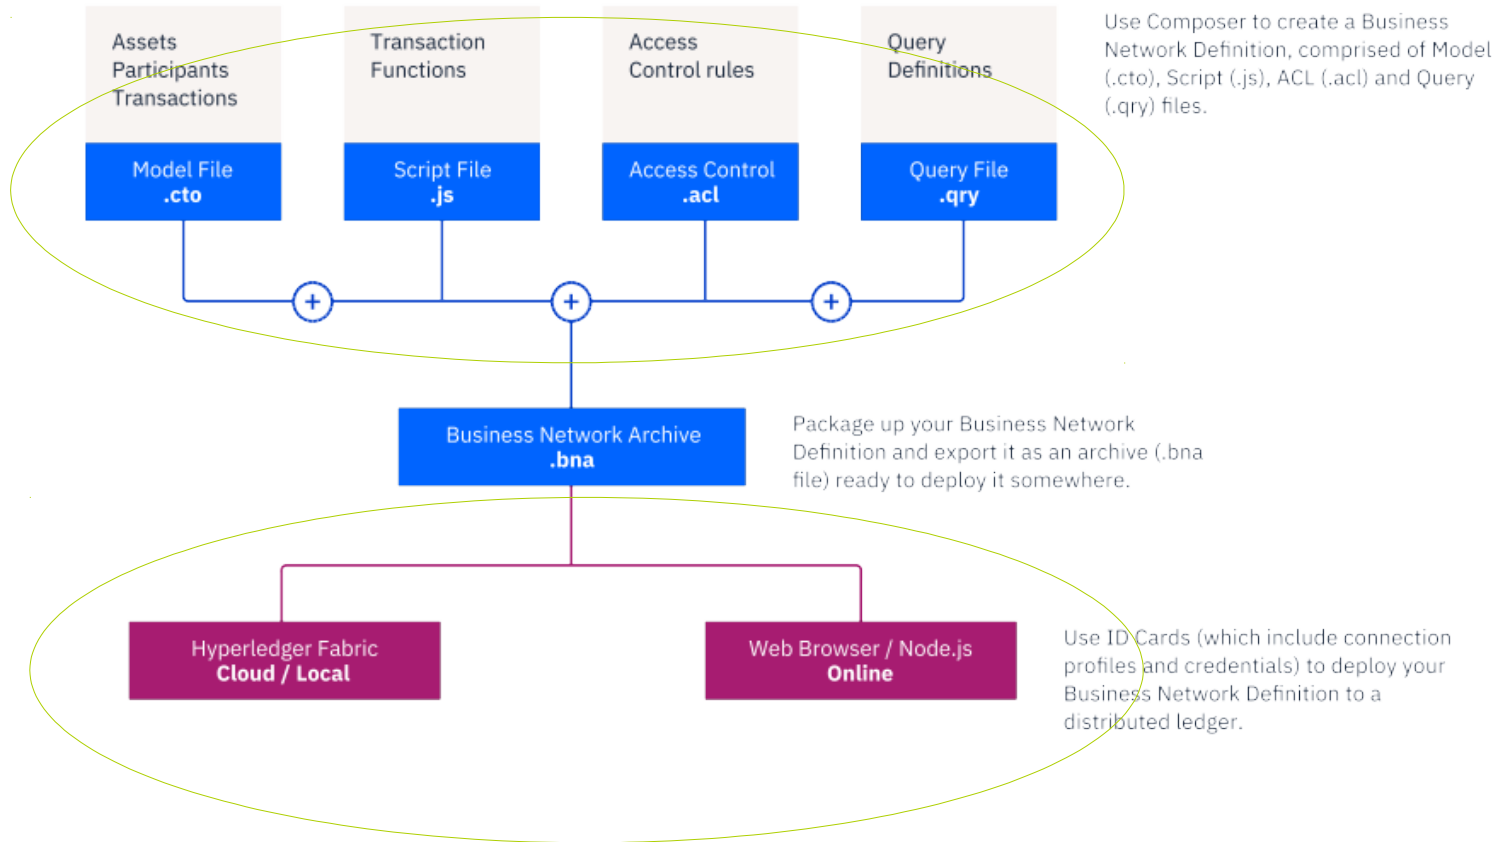 Assets
Participants
Transactions
Transaction
Functions
Access
Control rules
Query
Definitions
Use Composer to create a Business
Network Definition, comprised of Model
(.cto), Script (.js), ACL (.acl) and Query
(.qry) files.
Model File
.cto
Script File
.js
Access Control
.acl
Query File
.qry
+
+
+
Business Network Archive
.bna
Package up your Business Network
Definition and export it as an archive (.bna
file) ready to deploy it somewhere.
Hyperledger Fabric
Cloud / Local
Web Browser / Node.js
Online
Use ID Cards (which include connection
profiles and credentials) to deploy your
Business Network Definition to a
distributed ledger.